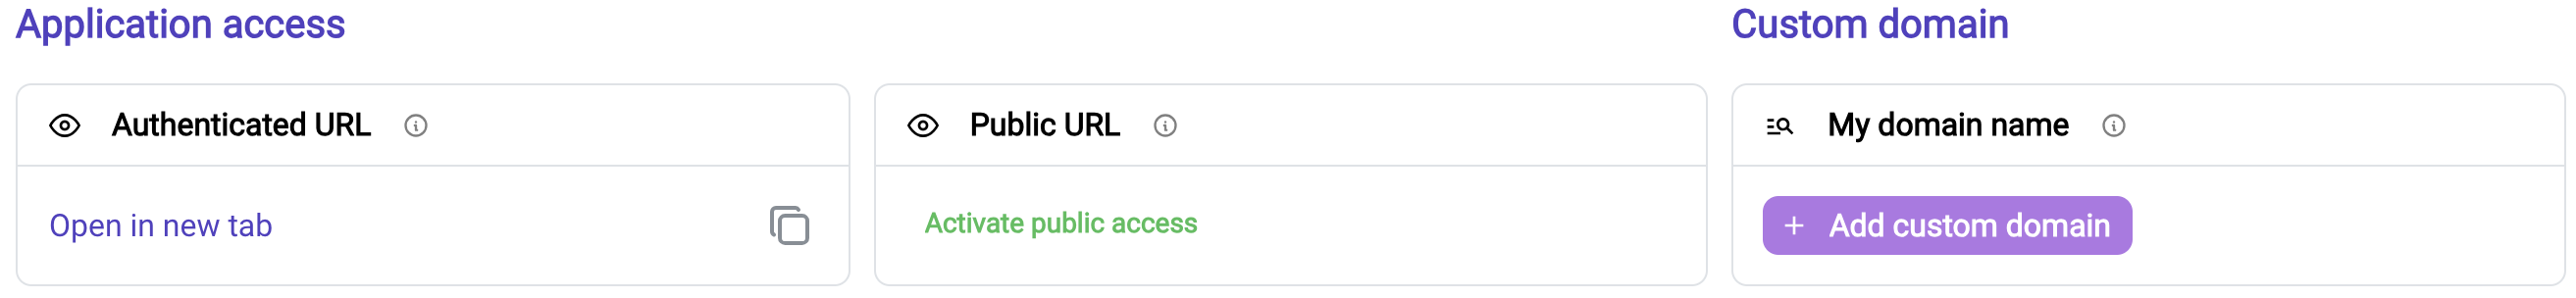 Application access
Custom domain
Authenticated URL
Public URL
My domain name
Open in new tab
Activate public access
+ Add custom domain